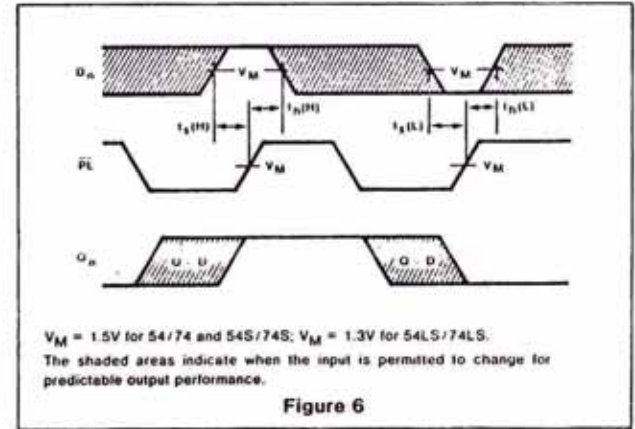 Dn
VM
VM
th(H)
th(L)
ts(H)
ts(L)
PL
VM
VM
Qn
Q - D
Q - D
VM = 1.5V for 54/74 and 54S/74S; VM = 1.3V for 54LS/74LS.
The shaded areas indicate when the input is permitted to change for
predictable output performance.
Figure 6